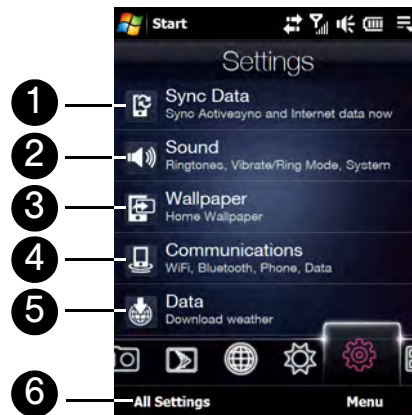 Start
Settings
1
Sync Data
Sync Activesync and Internet data now
2
Sound
Ringtones, Vibrate/Ring Mode, System
3
Wallpaper
Home Wallpaper
4
Communications
WiFi, Bluetooth, Phone, Data
5
Data
Download weather
6
All Settings
Menu